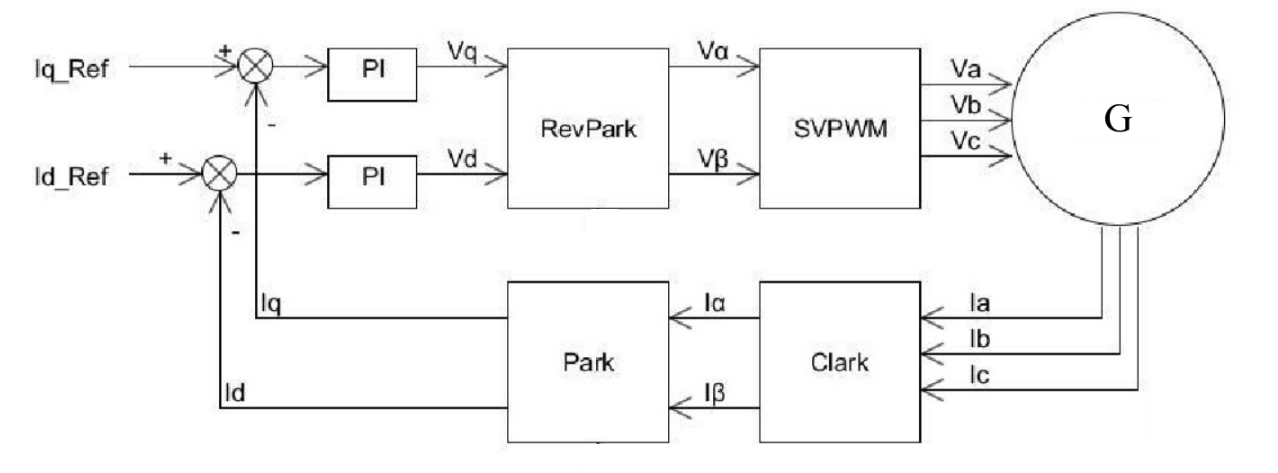 Iq_Ref
+
-
PI
Vq
RevPark
Vα
SVPWM
Va
Vb
Vc
G
Id_Ref
+
-
PI
Vd
Vβ
Iq
Id
Park
Iα
Iβ
Clark
Ia
Ib
Ic